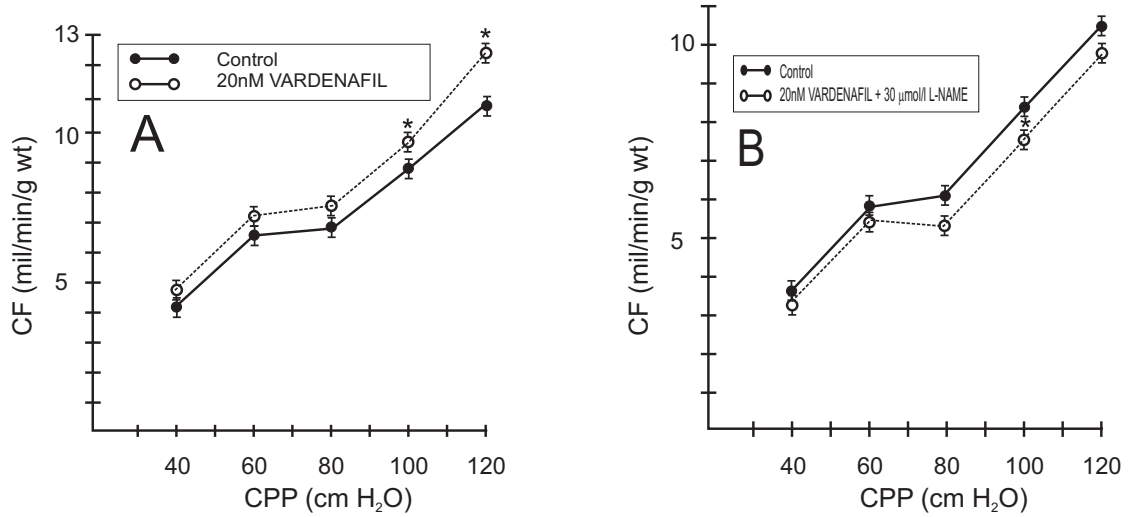 13
10
5
CF (mil/min/g wt)
Control
20nM VARDENAFIL
A
*
*
40 60 80 100 120
CPP (cm H₂O)
10
5
CF (mil/min/g wt)
Control
20nM VARDENAFIL + 30 µmol/l L-NAME
B
*
40 60 80 100 120
CPP (cm H₂O)